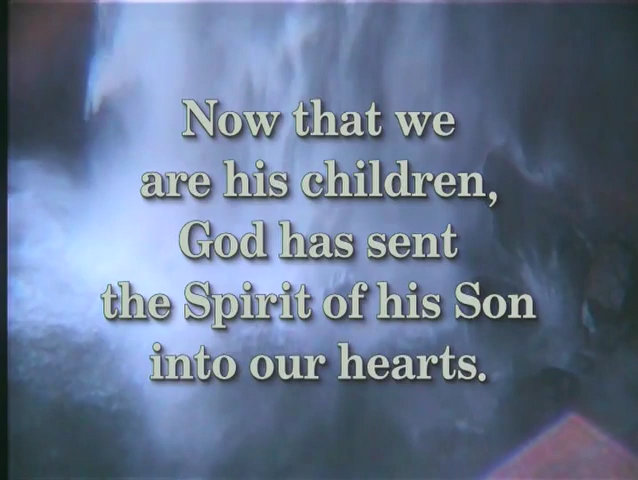 Now that we
are his children,
God has sent
the Spirit of his Son
into our hearts.